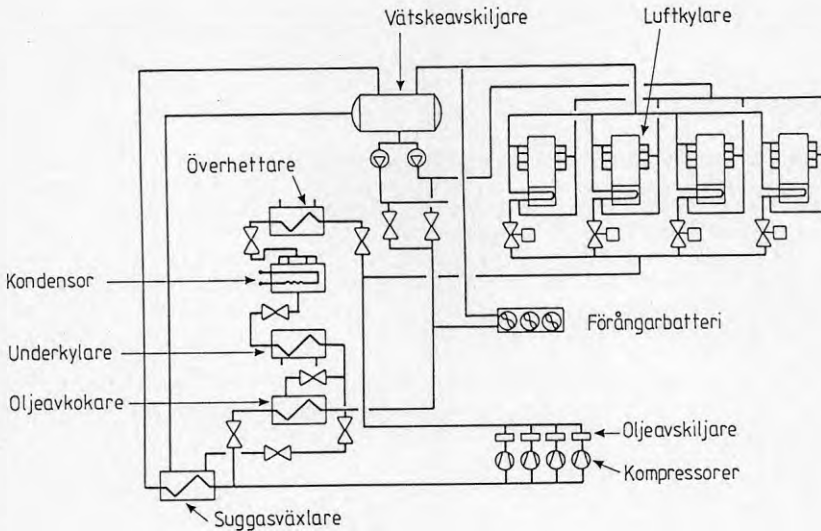 Vätskeavskiljare
Luftkylare
Överhettare
Kondensor
Förångarbatteri
Underkylare
Oljeavkokare
Oljeavskiljare
Kompressorer
Suggasväxlare